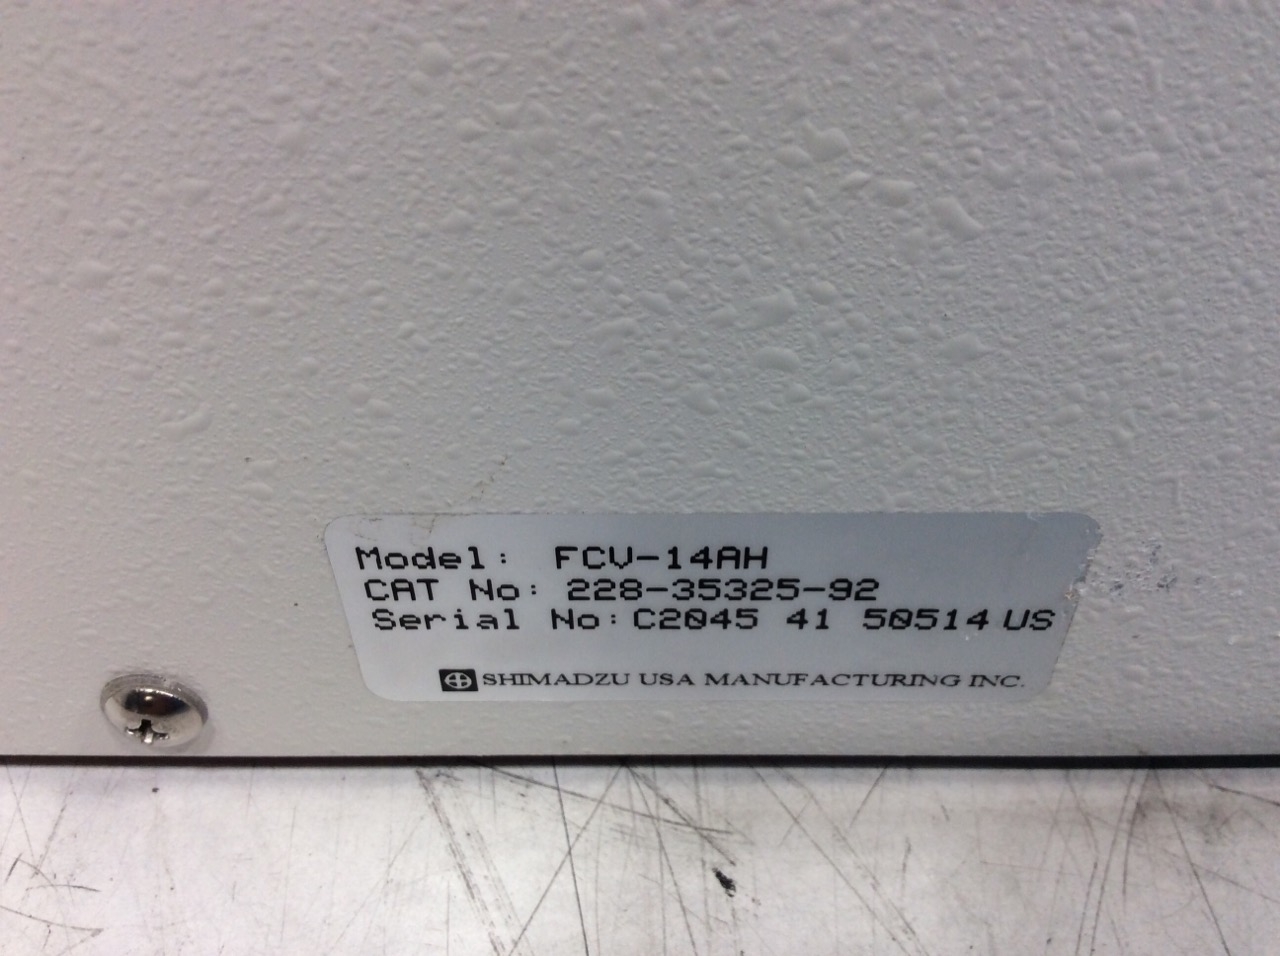 Model: FCV-14AH
CAT No: 228-35325-92
Serial No: C2045 41 50514 US
SHIMADZU USA MANUFACTURING INC.